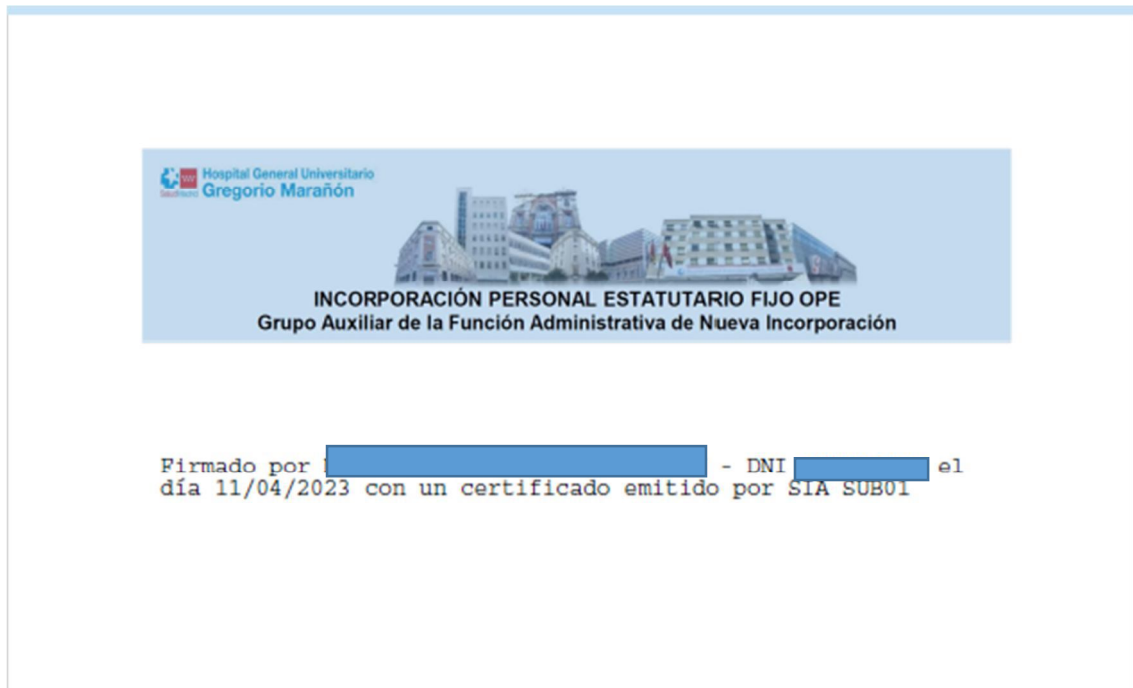 Hospital General Universitario
Gregorio Marañón
INCORPORACIÓN PERSONAL ESTATUTARIO FIJO OPE
Grupo Auxiliar de la Función Administrativa de Nueva Incorporación
Firmado por - DNI el
día 11/04/2023 con un certificado emitido por SIA SUB01